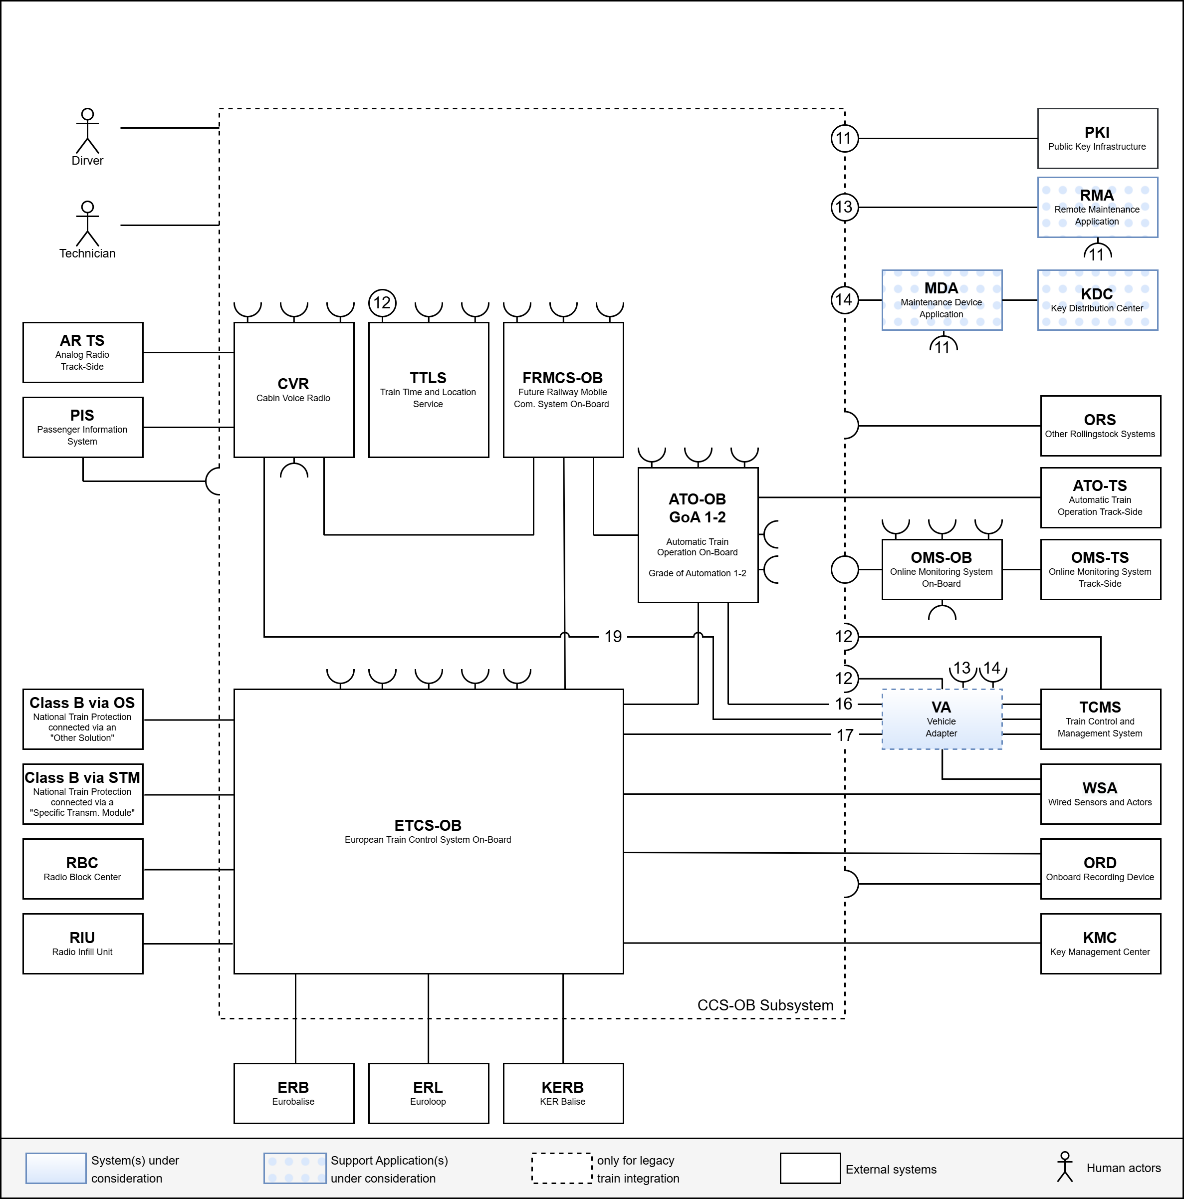 Dirver
Technician
11
PKI
Public Key Infrastructure
13
RMA
Remote Maintenance
Application
11
14
MDA
Maintenance Device
Application
11
KDC
Key Distribution Center
AR TS
Analog Radio
Track-Side
PIS
Passenger Information
System
CVR
Cabin Voice Radio
12
TTLS
Train Time and Location
Service
FRMCS-OB
Future Railway Mobile
Com. System On-Board
ORS
Other Rollingstock Systems
ATO-OB
GoA 1-2
Automatic Train
Operation On-Board
Grade of Automation 1-2
ATO-TS
Automatic Train
Operation Track-Side
OMS-OB
Online Monitoring System
On-Board
OMS-TS
Online Monitoring System
Track-Side
19
12
12
13
14
16
17
VA
Vehicle
Adapter
TCMS
Train Control and
Management System
Class B via OS
National Train Protection
connected via an
"Other Solution"
Class B via STM
National Train Protection
connected via a
"Specific Transm. Module"
ETCS-OB
European Train Control System On-Board
WSA
Wired Sensors and Actors
RBC
Radio Block Center
ORD
Onboard Recording Device
RIU
Radio Infill Unit
KMC
Key Management Center
CCS-OB Subsystem
ERB
Eurobalise
ERL
Euroloop
KERB
KER Balise
System(s) under
consideration
Support Application(s)
under consideration
only for legacy
train integration
External systems
Human actors